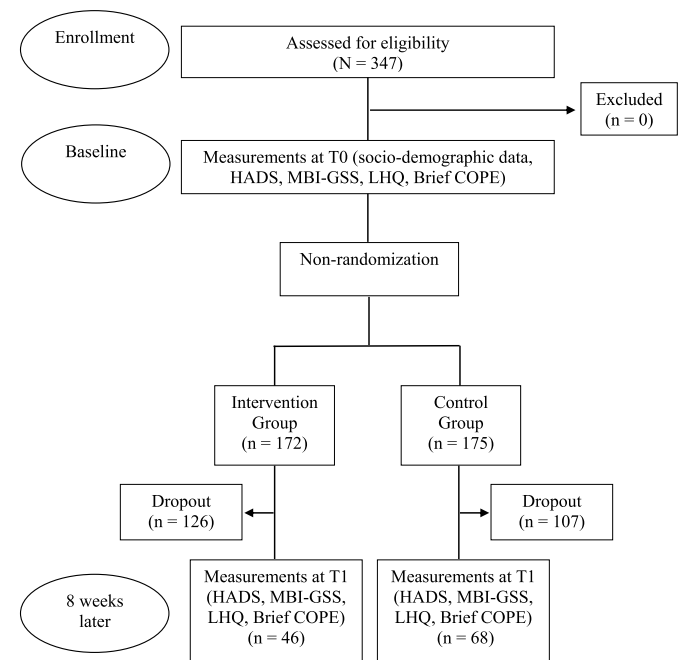 Enrollment
Assessed for eligibility
(N = 347)
Excluded
(n = 0)
Baseline
Measurements at T0 (socio-demographic data,
HADS, MBI-GSS, LHQ, Brief COPE)
Non-randomization
Intervention
Group
(n = 172)
Control
Group
(n = 175)
Dropout
(n = 126)
Dropout
(n = 107)
8 weeks
later
Measurements at T1
(HADS, MBI-GSS,
LHQ, Brief COPE)
(n = 46)
Measurements at T1
(HADS, MBI-GSS,
LHQ, Brief COPE)
(n = 68)